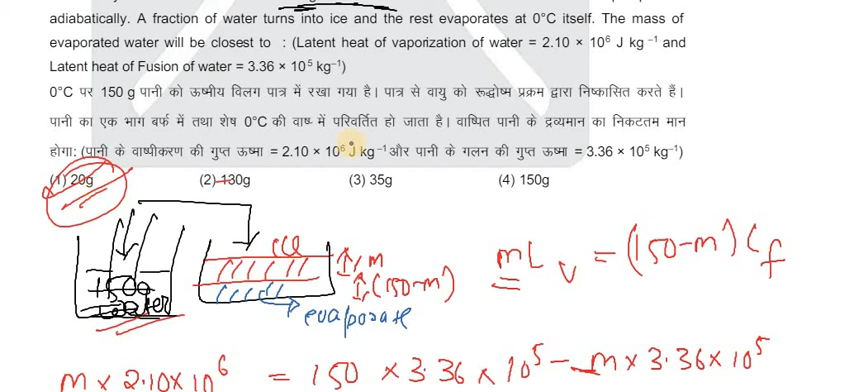 adiabatically. A fraction of water turns into ice and the rest evaporates at 0°C itself. The mass of
evaporated water will be closest to : (Latent heat of vaporization of water = 2.10 × 10⁶ J kg⁻¹ and
Latent heat of Fusion of water = 3.36 × 10⁵ kg⁻¹)
0°C पर 150 g पानी को ऊष्मीय विलग पात्र में रखा गया है। पात्र से वायु को रूद्धोष्म प्रक्रम द्वारा निष्कासित करते हैं।
पानी का एक भाग बर्फ में तथा शेष 0°C की वाष्प में परिवर्तित हो जाता है। वाष्पित पानी के द्रव्यमान का निकटतम मान
होगा: (पानी के वाष्पीकरण की गुप्त ऊष्मा = 2.10 × 10⁶ J kg⁻¹ और पानी के गलन की गुप्त ऊष्मा = 3.36 × 10⁵ kg⁻¹)
(1) 20g (2) 130g (3) 35g (4) 150g
150g
water
m
(150-m)
evaporate
mLv = (150-m) Lf
m × 2.10 × 10⁶ = 150 × 3.36 × 10⁵ - m × 3.36 × 10⁵